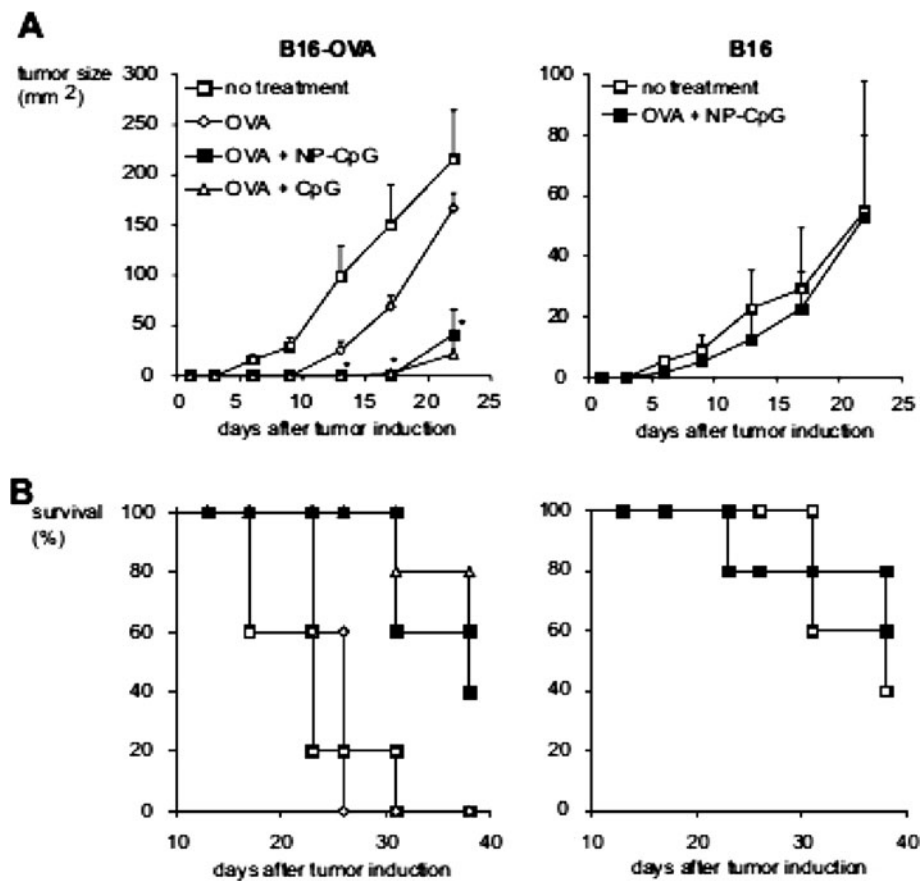 A
B16-OVA
B16
tumor size
(mm 2)
300
250
200
150
100
50
0
no treatment
OVA
OVA + NP-CpG
OVA + CpG
0 5 10 15 20 25
days after tumor induction
100
80
60
40
20
0
no treatment
OVA + NP-CpG
0 5 10 15 20 25
days after tumor induction
B
survival
(%)
100
80
60
40
20
0
10 20 30 40
days after tumor induction
100
80
60
40
20
0
10 20 30 40
days after tumor induction